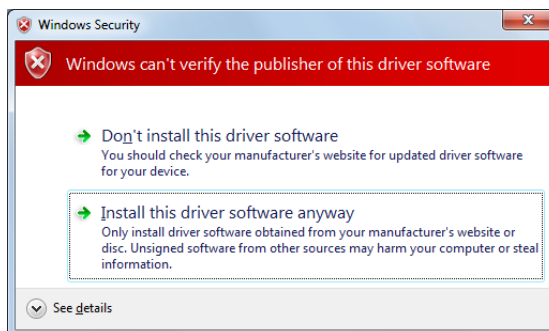 Windows Security
Windows can't verify the publisher of this driver software
Don't install this driver software
You should check your manufacturer's website for updated driver software
for your device.
Install this driver software anyway
Only install driver software obtained from your manufacturer's website or
disc. Unsigned software from other sources may harm your computer or steal
information.
See details